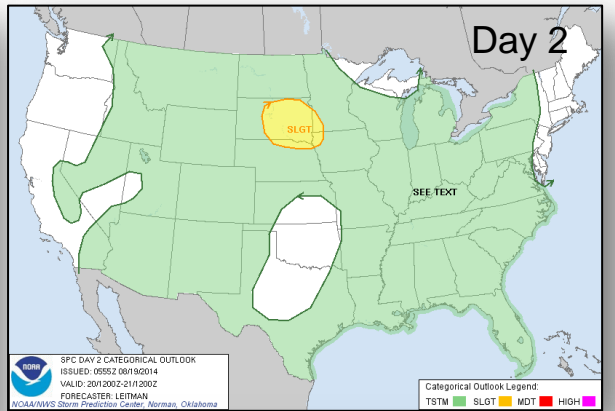 Day 2
SLGT
SEE TEXT
NOAA
SPC DAY 2 CATEGORICAL OUTLOOK
ISSUED: 0555Z 08/19/2014
VALID: 20/1200Z-21/1200Z
FORECASTER: LEITMAN
NOAA/NWS Storm Prediction Center, Norman, Oklahoma
Categorical Outlook Legend:
TSTM SLGT MDT HIGH